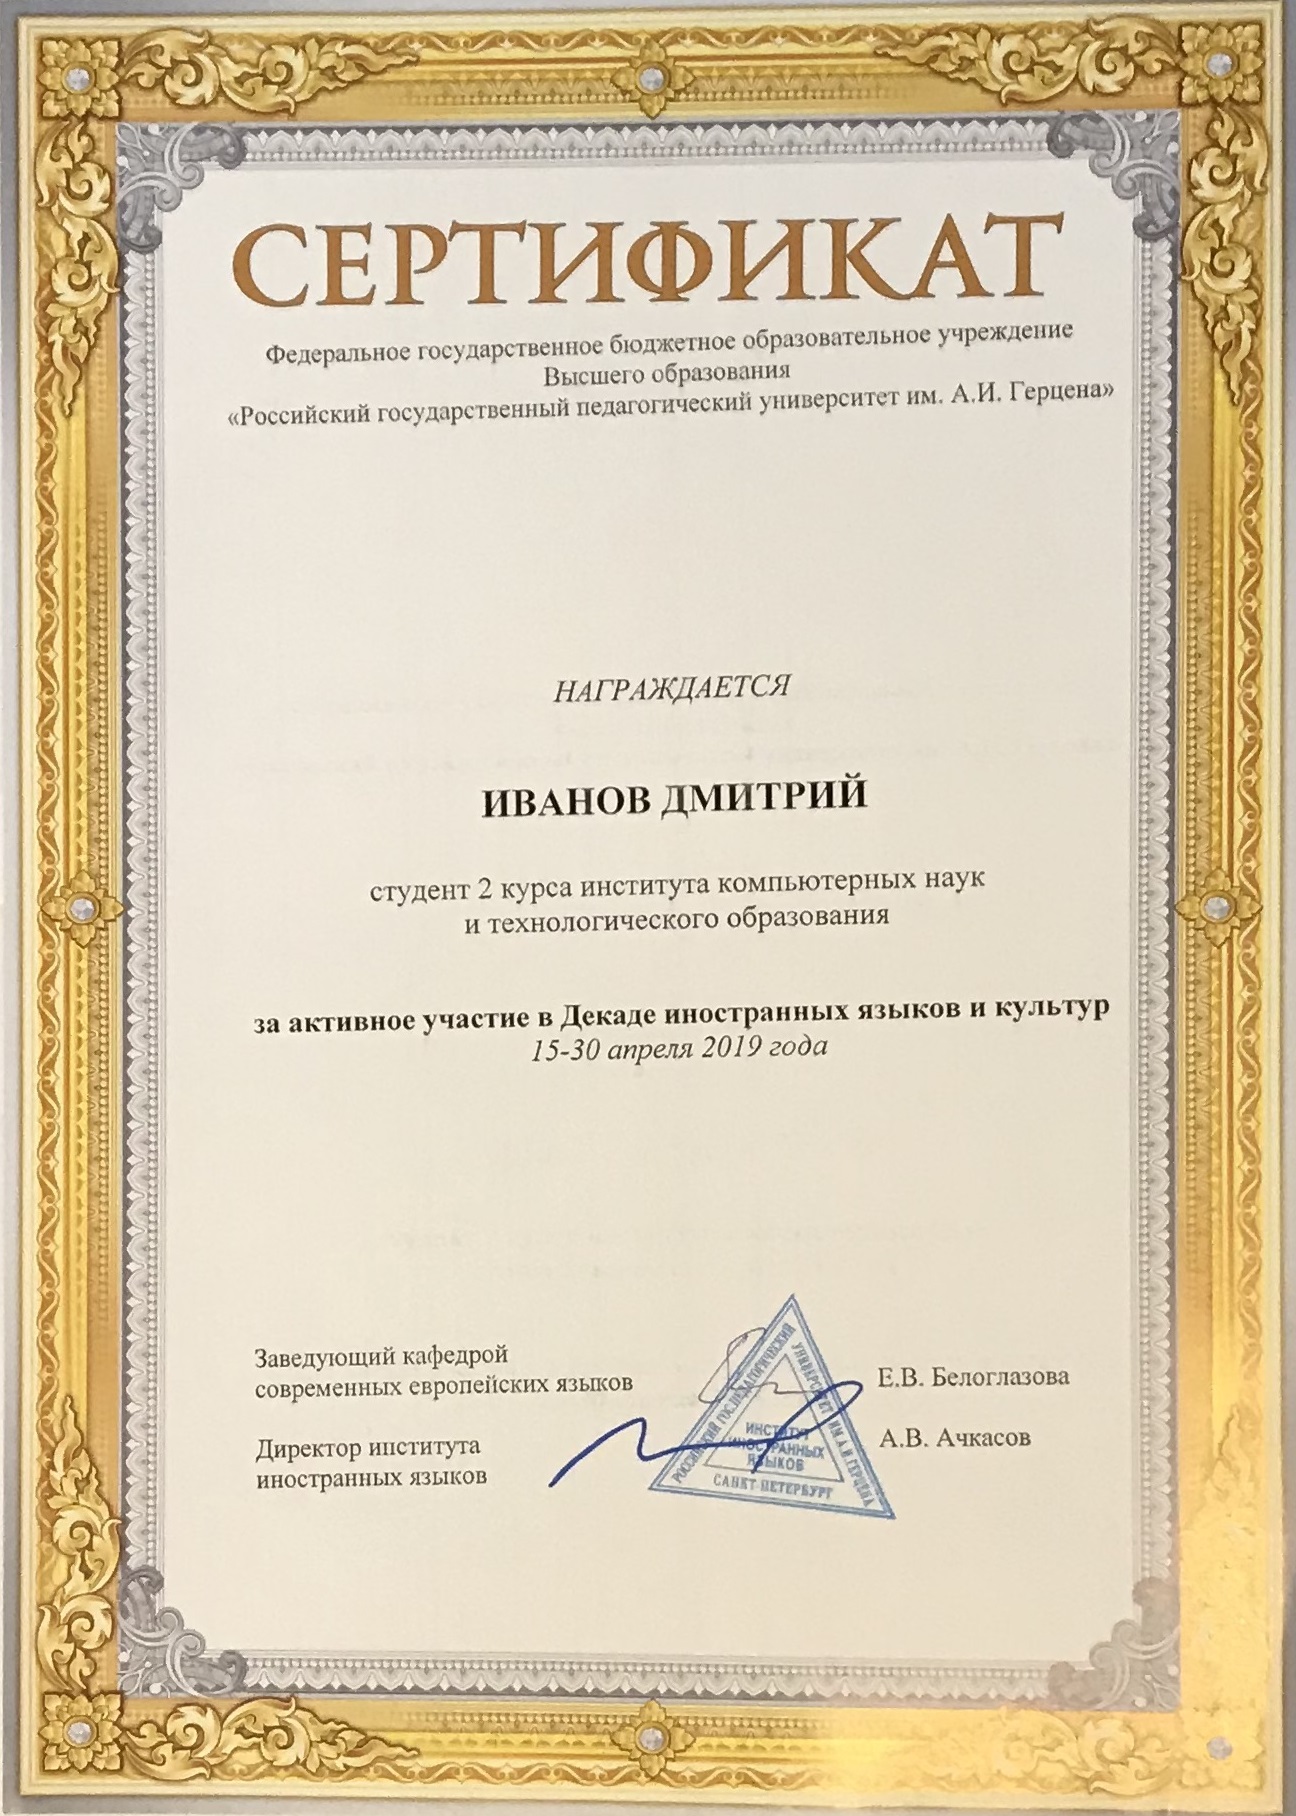 СЕРТИФИКАТ
Федеральное государственное бюджетное образовательное учреждение
Высшего образования
«Российский государственный педагогический университет им. А.И. Герцена»
НАГРАЖДАЕТСЯ
ИВАНОВ ДМИТРИЙ
студент 2 курса института компьютерных наук
и технологического образования
за активное участие в Декаде иностранных языков и культур
15-30 апреля 2019 года
Заведующий кафедрой
современных европейских языков
Е.В. Белоглазова
Директор института
иностранных языков
А.В. Ачкасов
РОССИЙСКИЙ ГОС.ПЕДАГОГИЧЕСКИЙ
УНИВЕРСИТЕТ ИМ.А.И.ГЕРЦЕНА
ИНСТИТУТ
ИНОСТРАННЫХ
ЯЗЫКОВ
САНКТ-ПЕТЕРБУРГ